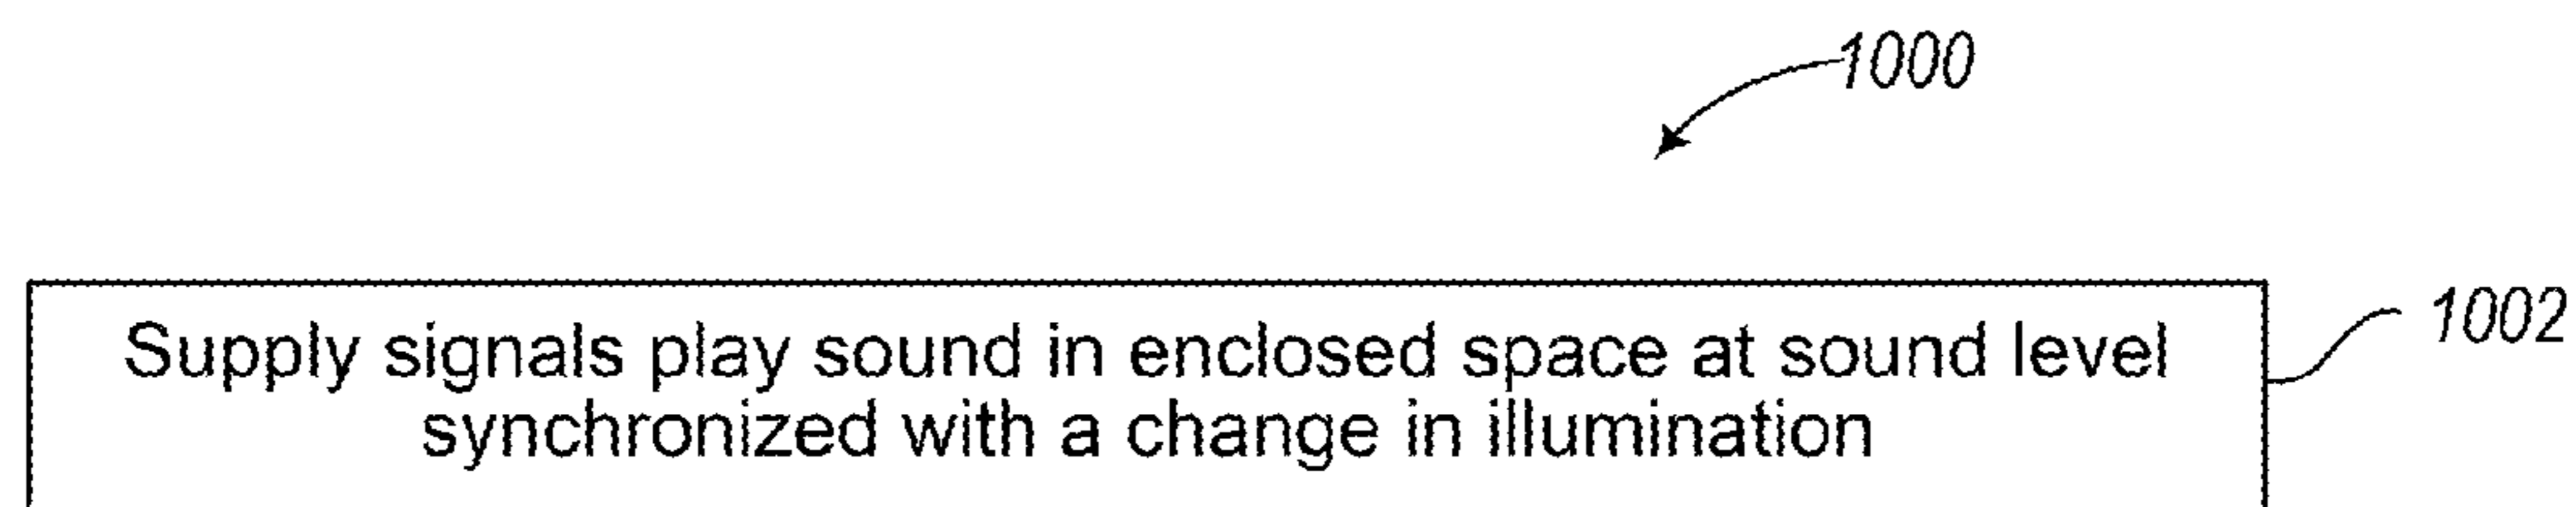 1000
Supply signals play sound in enclosed space at sound level
1002
synchronized with a change in illumination